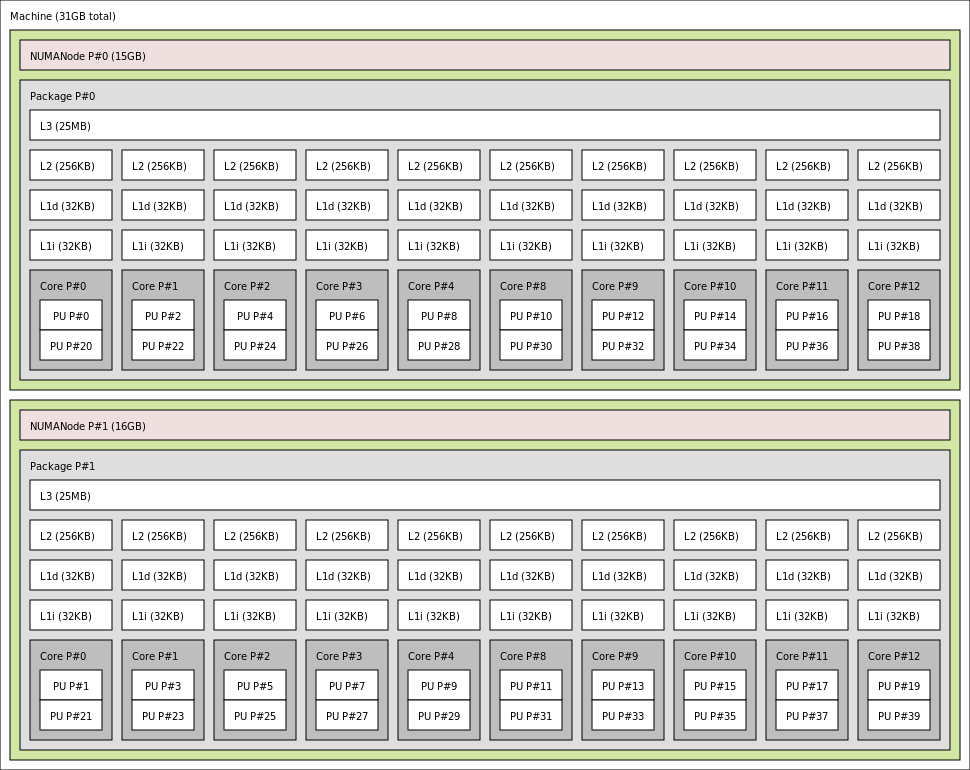 Machine (31GB total)
NUMANode P#0 (15GB)
Package P#0
L3 (25MB)
L2 (256KB) L2 (256KB) L2 (256KB) L2 (256KB) L2 (256KB) L2 (256KB) L2 (256KB) L2 (256KB) L2 (256KB) L2 (256KB)
L1d (32KB) L1d (32KB) L1d (32KB) L1d (32KB) L1d (32KB) L1d (32KB) L1d (32KB) L1d (32KB) L1d (32KB) L1d (32KB)
L1i (32KB) L1i (32KB) L1i (32KB) L1i (32KB) L1i (32KB) L1i (32KB) L1i (32KB) L1i (32KB) L1i (32KB) L1i (32KB)
Core P#0 Core P#1 Core P#2 Core P#3 Core P#4 Core P#8 Core P#9 Core P#10 Core P#11 Core P#12
PU P#0 PU P#2 PU P#4 PU P#6 PU P#8 PU P#10 PU P#12 PU P#14 PU P#16 PU P#18
PU P#20 PU P#22 PU P#24 PU P#26 PU P#28 PU P#30 PU P#32 PU P#34 PU P#36 PU P#38
NUMANode P#1 (16GB)
Package P#1
L3 (25MB)
L2 (256KB) L2 (256KB) L2 (256KB) L2 (256KB) L2 (256KB) L2 (256KB) L2 (256KB) L2 (256KB) L2 (256KB) L2 (256KB)
L1d (32KB) L1d (32KB) L1d (32KB) L1d (32KB) L1d (32KB) L1d (32KB) L1d (32KB) L1d (32KB) L1d (32KB) L1d (32KB)
L1i (32KB) L1i (32KB) L1i (32KB) L1i (32KB) L1i (32KB) L1i (32KB) L1i (32KB) L1i (32KB) L1i (32KB) L1i (32KB)
Core P#0 Core P#1 Core P#2 Core P#3 Core P#4 Core P#8 Core P#9 Core P#10 Core P#11 Core P#12
PU P#1 PU P#3 PU P#5 PU P#7 PU P#9 PU P#11 PU P#13 PU P#15 PU P#17 PU P#19
PU P#21 PU P#23 PU P#25 PU P#27 PU P#29 PU P#31 PU P#33 PU P#35 PU P#37 PU P#39